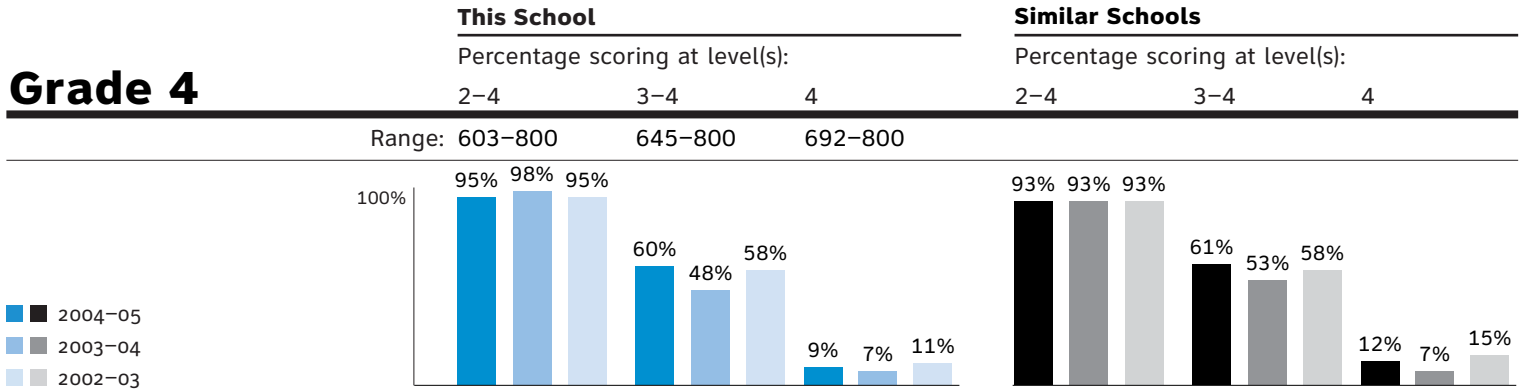 This School Similar Schools
Percentage scoring at level(s): Percentage scoring at level(s):
Grade 4 2–4 3–4 4 2–4 3–4 4
Range: 603–800 645–800 692–800
100%
95% 98% 95% 60% 48% 58% 9% 7% 11%
93% 93% 93% 61% 53% 58% 12% 7% 15%
2004–05
2003–04
2002–03